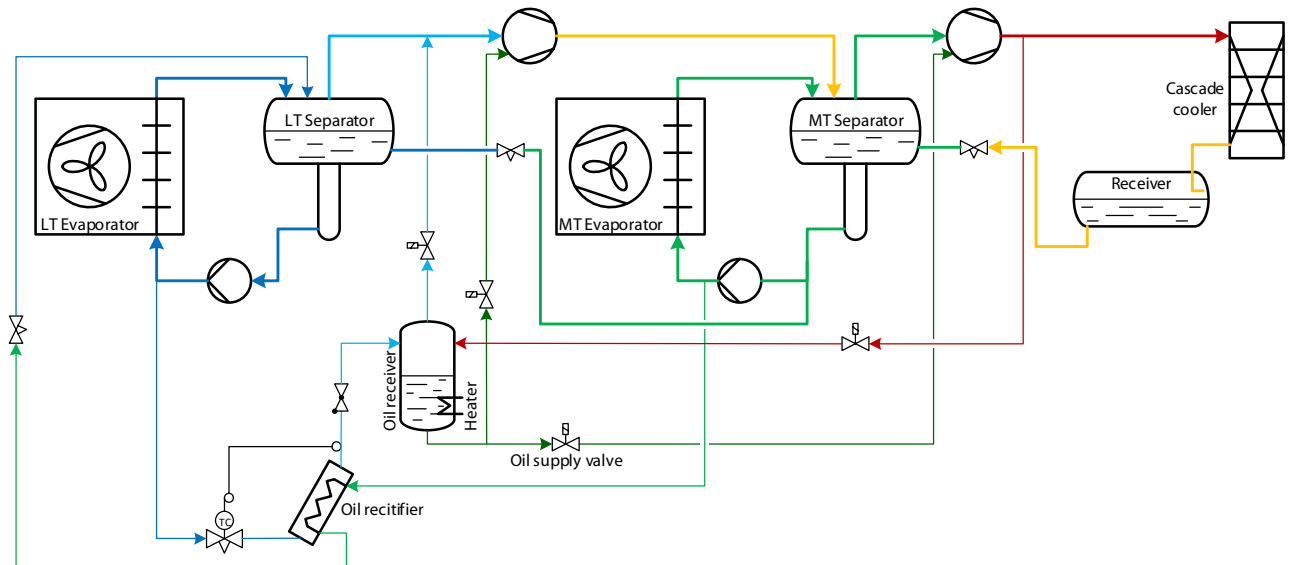 LT Separator
MT Separator
Cascade
cooler
Receiver
LT Evaporator
MT Evaporator
Oil receiver
Heater
Oil supply valve
Oil recitifier
TC